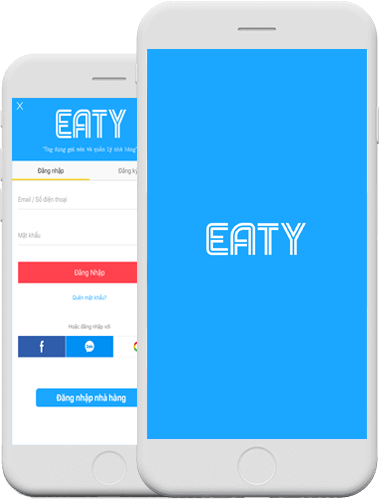 X
EATY
"Ứng dụng gọi món và quản lý nhà hàng"
Đăng nhập
Đăng ký
Email / Số điện thoại
Mật khẩu
Đăng Nhập
Quên mật khẩu?
Hoặc đăng nhập với
f
Zalo
Đăng nhập nhà hàng
EATY